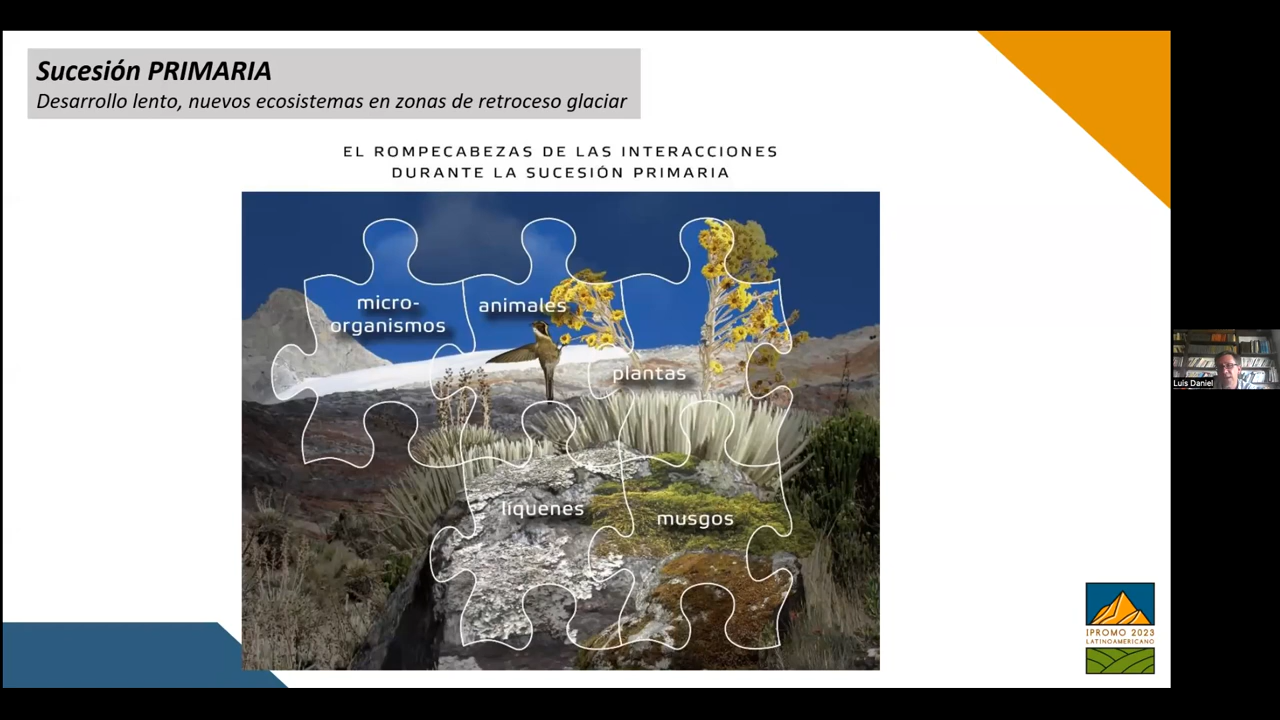 Sucesión PRIMARIA
Desarrollo lento, nuevos ecosistemas en zonas de retroceso glaciar
EL ROMPECABEZAS DE LAS INTERACCIONES
DURANTE LA SUCESIÓN PRIMARIA
micro-
organismos
animales
plantas
líquenes
musgos
Luis Daniel
IPROMO 2023
LATINOAMERICANO